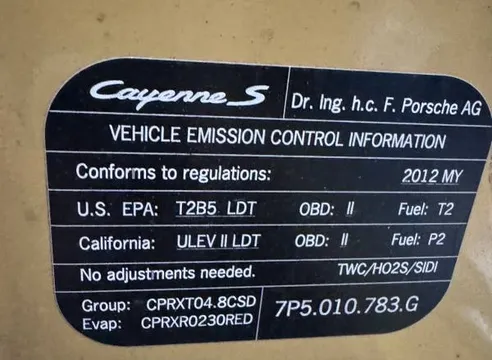 Cayenne S
Dr. Ing. h.c. F. Porsche AG
VEHICLE EMISSION CONTROL INFORMATION
Conforms to regulations: 2012 MY
U.S. EPA: T2B5 LDT OBD: II Fuel: T2
California: ULEV II LDT OBD: II Fuel: P2
No adjustments needed. TWC/HO2S/SIDI
Group: CPRXT04.8CSD
Evap: CPRXR0230RED
7P5.010.783.G